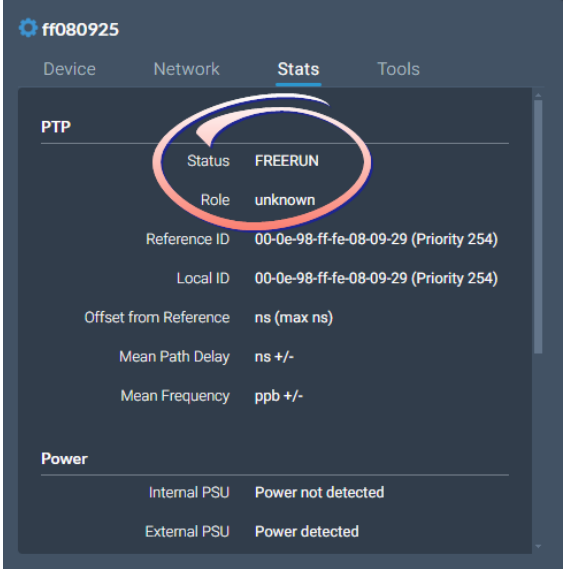 ff080925
Device Network Stats Tools
PTP
Status FREERUN
Role unknown
Reference ID 00-0e-98-ff-fe-08-09-29 (Priority 254)
Local ID 00-0e-98-ff-fe-08-09-29 (Priority 254)
Offset from Reference ns (max ns)
Mean Path Delay ns +/-
Mean Frequency ppb +/-
Power
Internal PSU Power not detected
External PSU Power detected